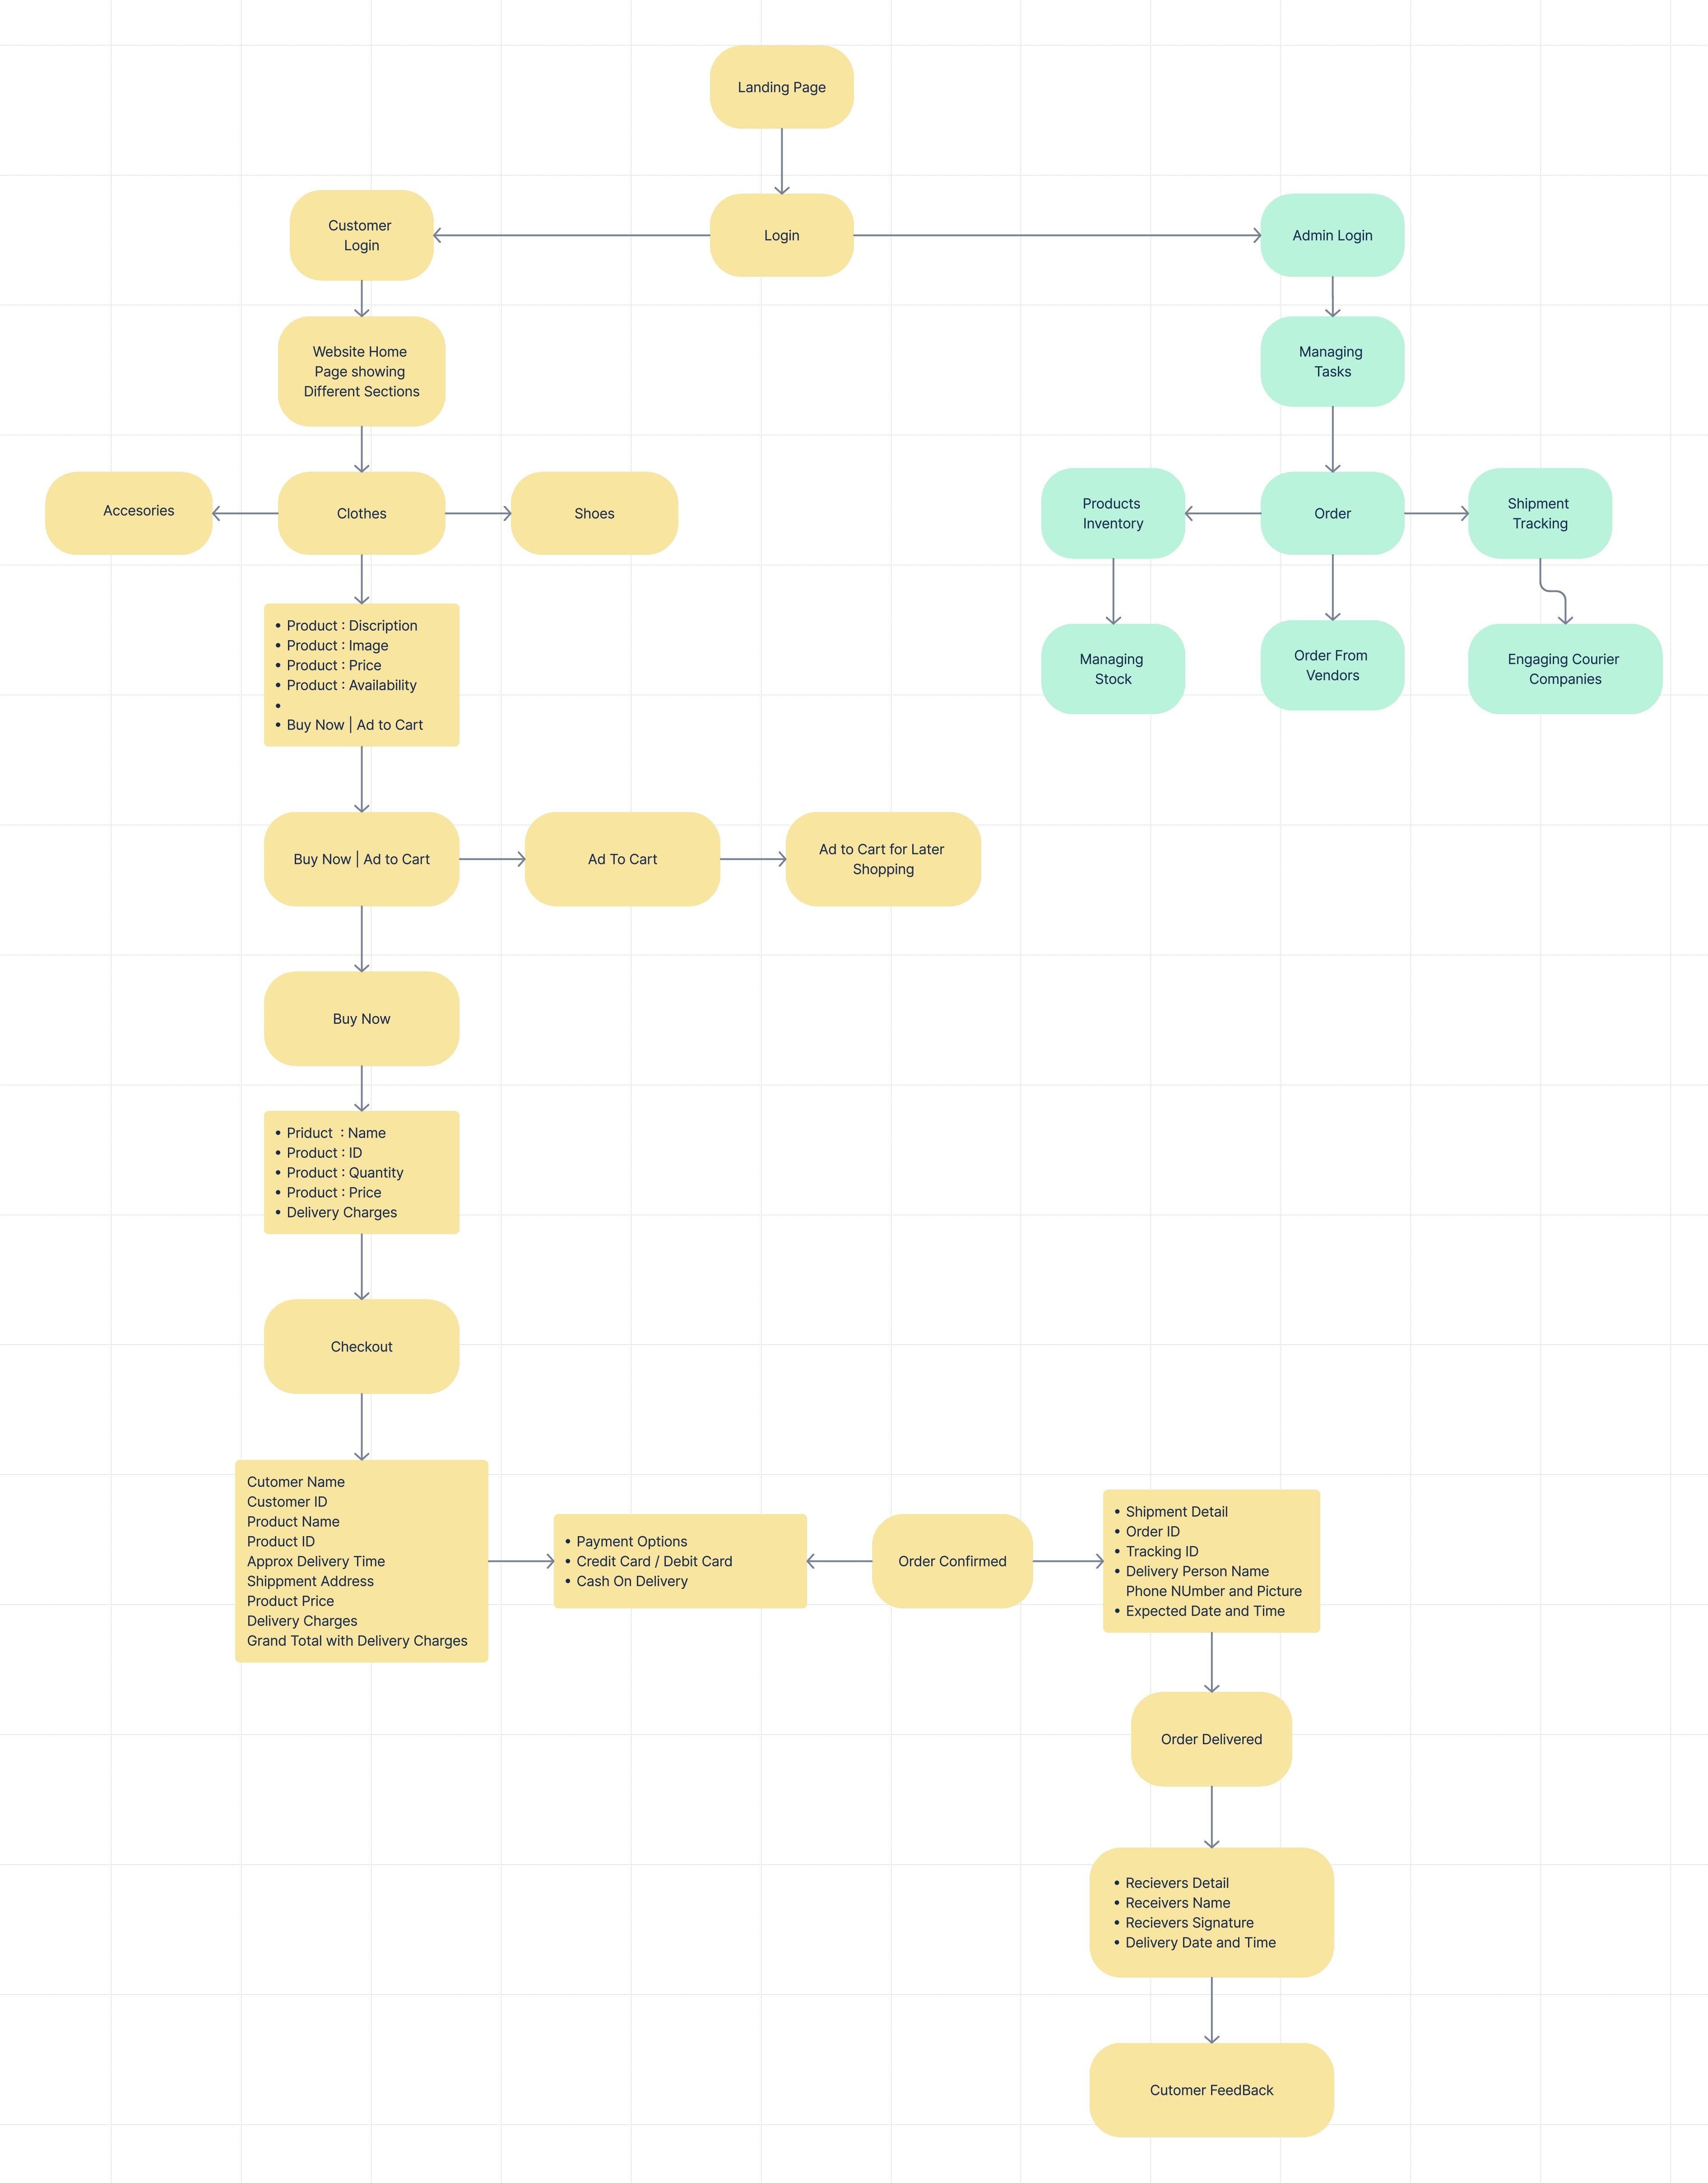 Landing Page
Customer
Login
Login
Admin Login
Website Home
Page showing
Different Sections
Managing
Tasks
Accesories
Clothes
Shoes
Products
Inventory
Order
Shipment
Tracking
• Product : Discription
• Product : Image
• Product : Price
• Product : Availability
•
• Buy Now | Ad to Cart
Managing
Stock
Order From
Vendors
Engaging Courier
Companies
Buy Now | Ad to Cart
Ad To Cart
Ad to Cart for Later
Shopping
Buy Now
• Priduct : Name
• Product : ID
• Product : Quantity
• Product : Price
• Delivery Charges
Checkout
Cutomer Name
Customer ID
Product Name
Product ID
Approx Delivery Time
Shippment Address
Product Price
Delivery Charges
Grand Total with Delivery Charges
• Payment Options
• Credit Card / Debit Card
• Cash On Delivery
Order Confirmed
• Shipment Detail
• Order ID
• Tracking ID
• Delivery Person Name
Phone NUmber and Picture
• Expected Date and Time
Order Delivered
• Recievers Detail
• Receivers Name
• Recievers Signature
• Delivery Date and Time
Cutomer FeedBack